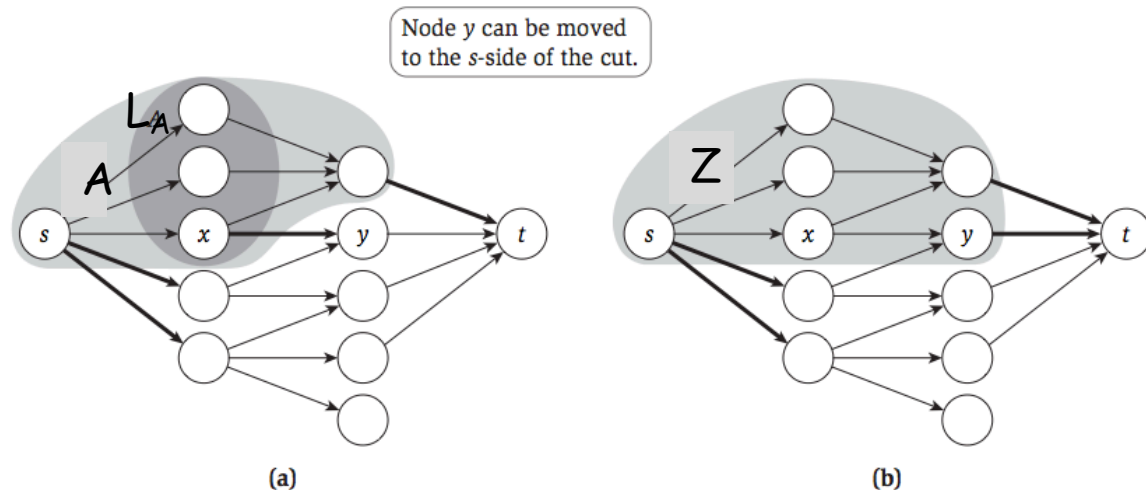 Node y can be moved
to the s-side of the cut.
L_A
A
s
x
y
t
(a)
Z
s
x
y
t
(b)